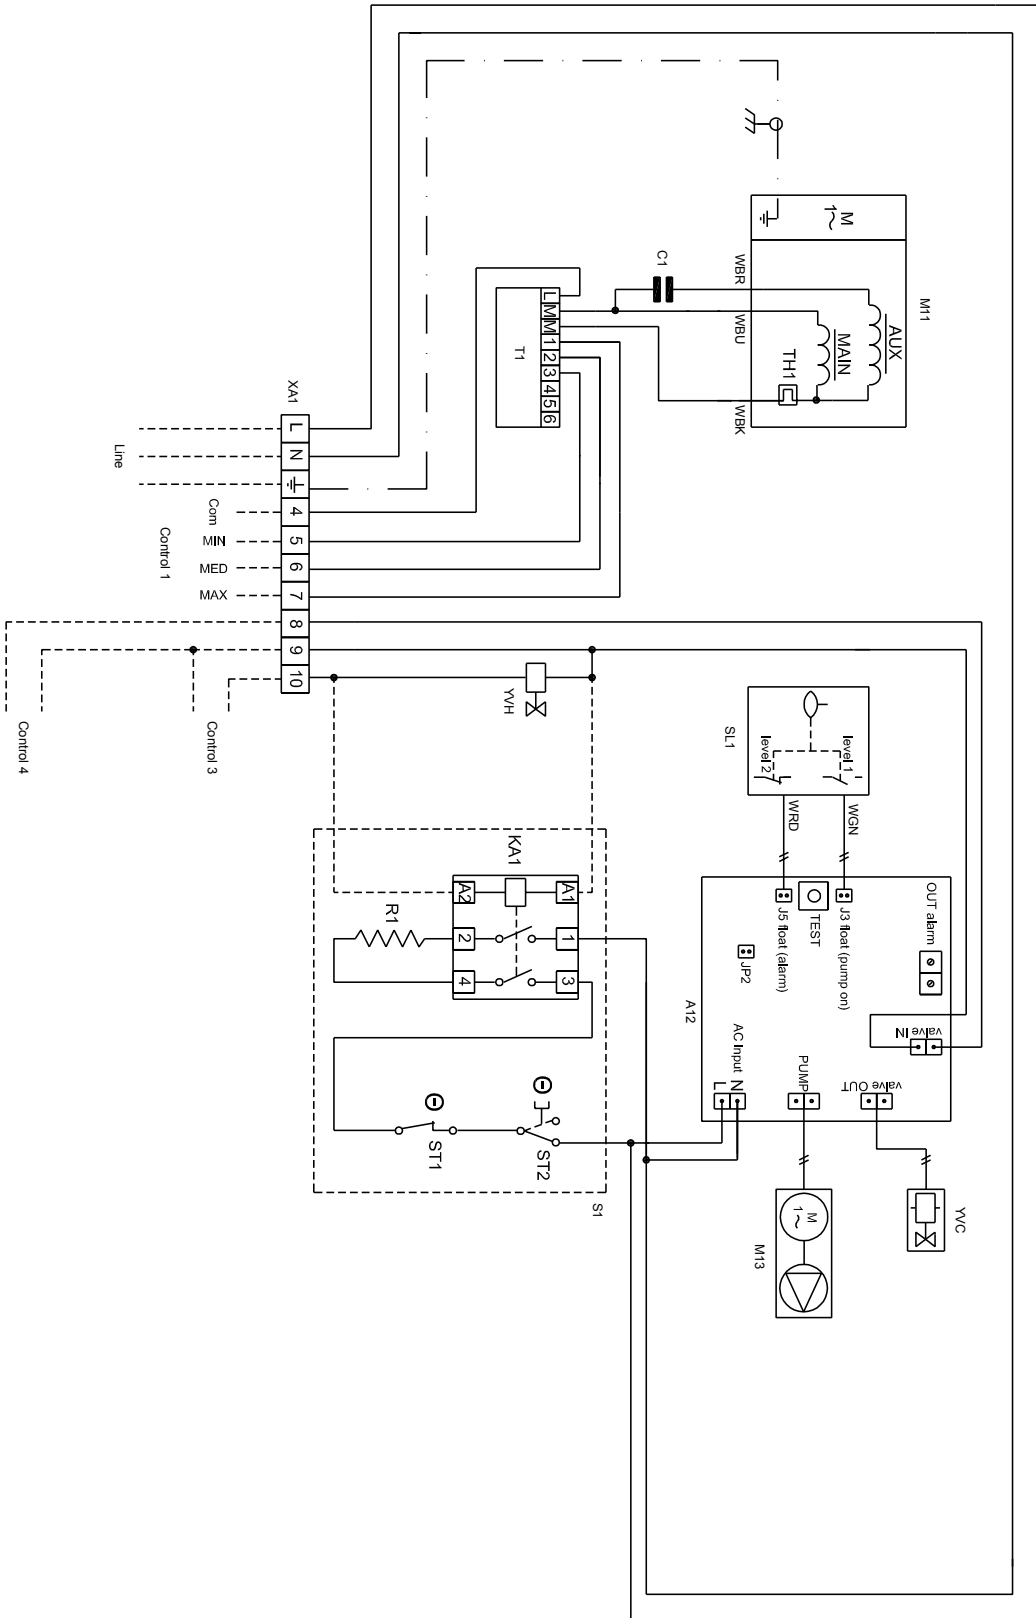 M
1~
M11
AUX
MAIN
TH1
WBR
WBU
WBK
C1
L
M
M
1
2
3
4
5
6
T1
XA1
L
N
4
5
6
7
8
9
10
Line
Com
MIN
MED
MAX
Control 1
Control 3
Control 4
YVH
SL1
level 1
level 2
WRD
WGN
KA1
A2
A1
2
1
4
3
R1
ST1
ST2
S1
A12
OUT alarm
J3 float (pump on)
TEST
J5 float (alarm)
JP2
valve IN
AC Input
L
N
PUMP
valve OUT
M
1~
M13
YVC